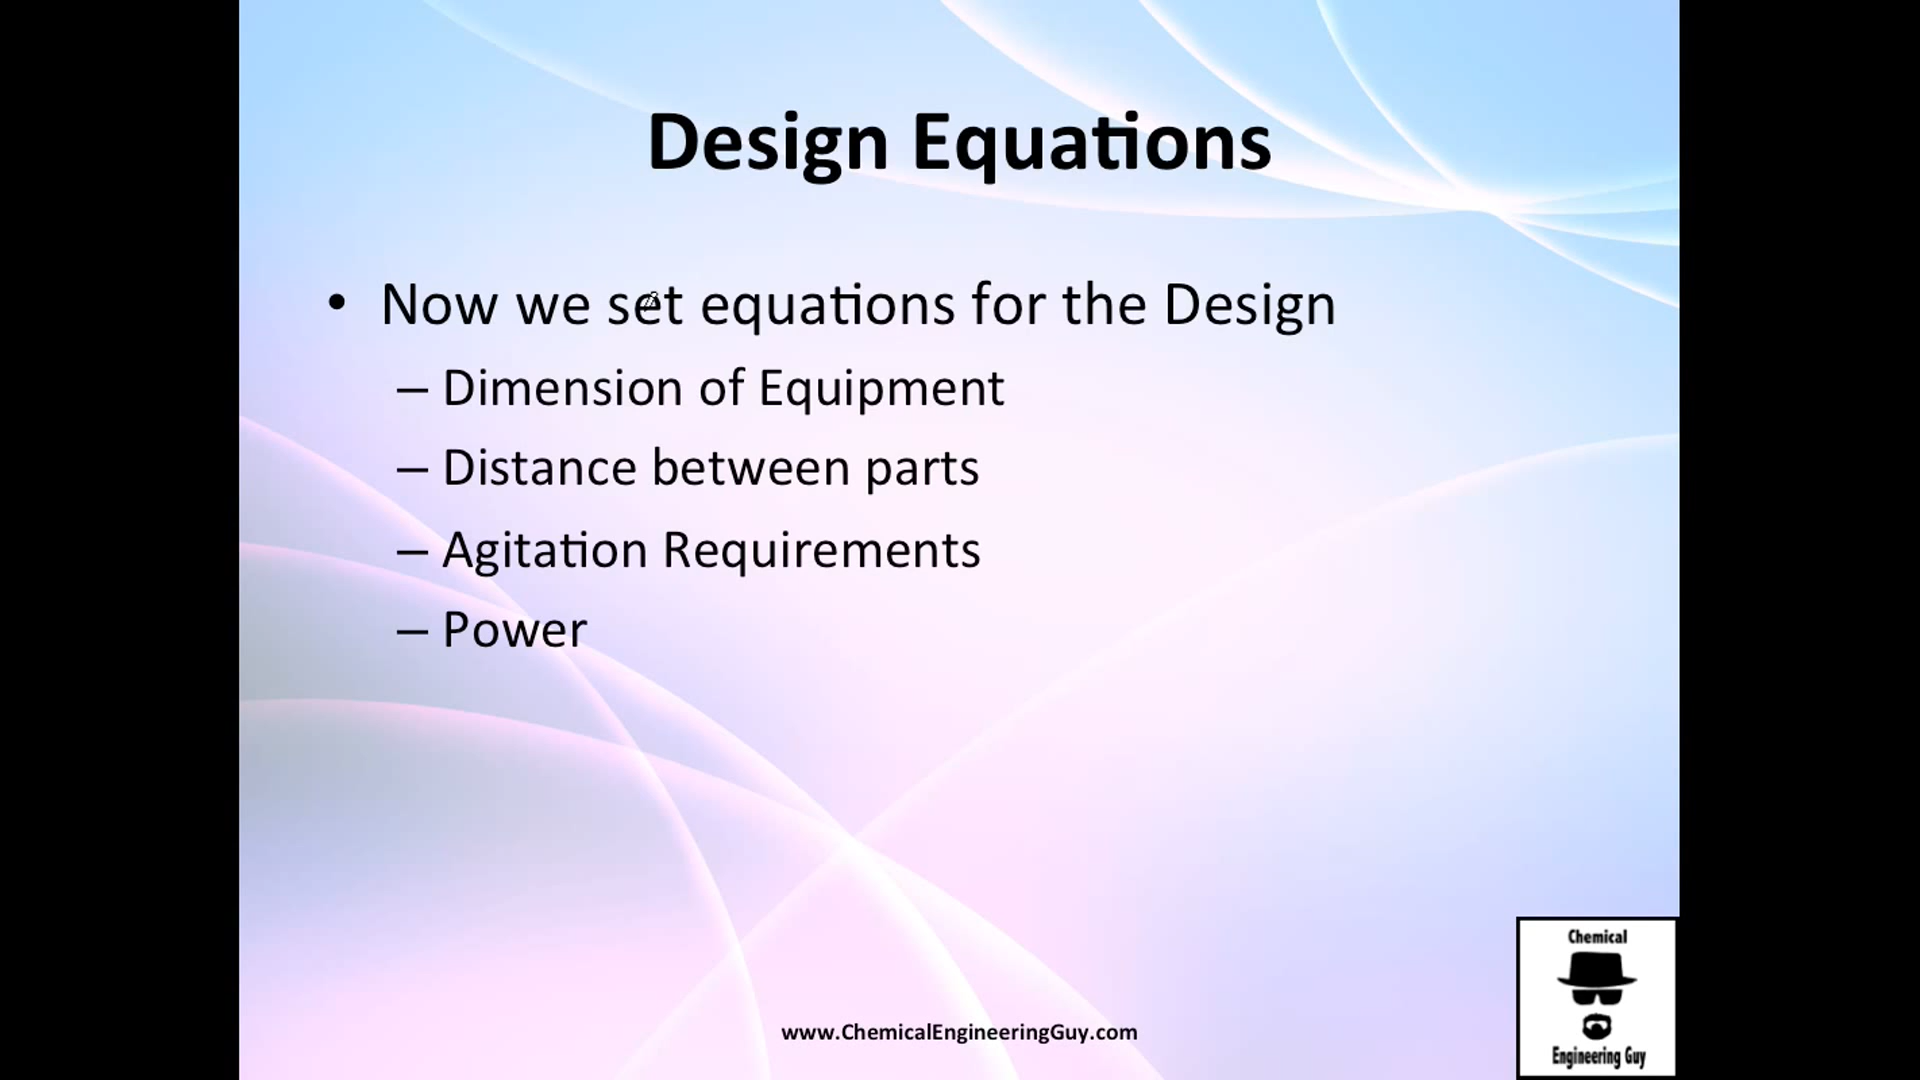 Design Equations
• Now we set equations for the Design
– Dimension of Equipment
– Distance between parts
– Agitation Requirements
– Power
www.ChemicalEngineeringGuy.com
Chemical
Engineering Guy